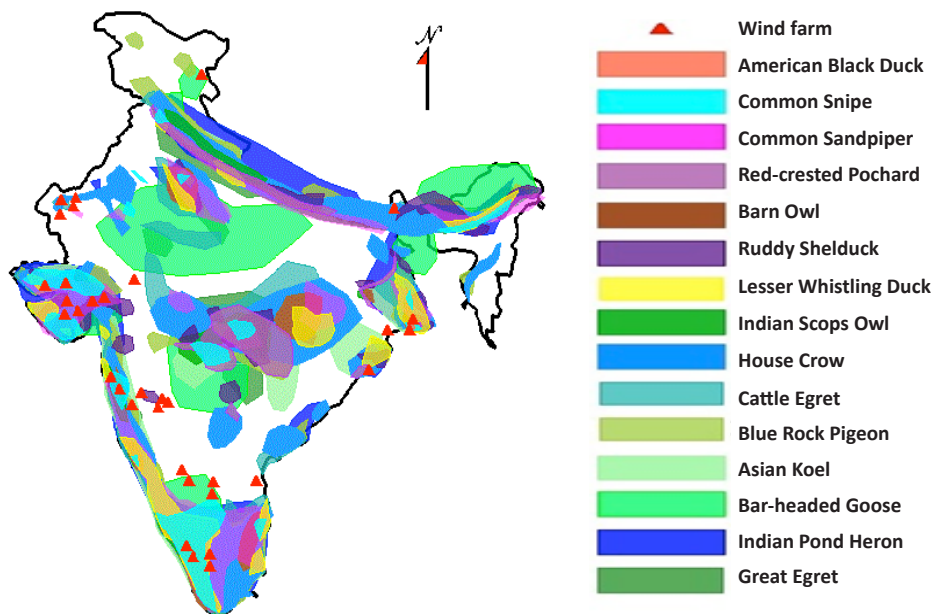 N
Wind farm
American Black Duck
Common Snipe
Common Sandpiper
Red-crested Pochard
Barn Owl
Ruddy Shelduck
Lesser Whistling Duck
Indian Scops Owl
House Crow
Cattle Egret
Blue Rock Pigeon
Asian Koel
Bar-headed Goose
Indian Pond Heron
Great Egret